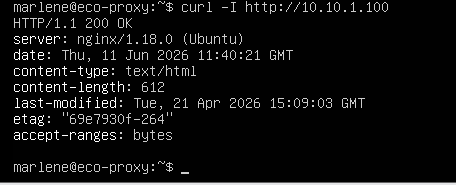 marlene@eco-proxy:~$ curl -I http://10.10.1.100
HTTP/1.1 200 OK
server: nginx/1.18.0 (Ubuntu)
date: Thu, 11 Jun 2026 11:40:21 GMT
content-type: text/html
content-length: 612
last-modified: Tue, 21 Apr 2026 15:09:03 GMT
etag: "69e7930f-264"
accept-ranges: bytes

marlene@eco-proxy:~$ _